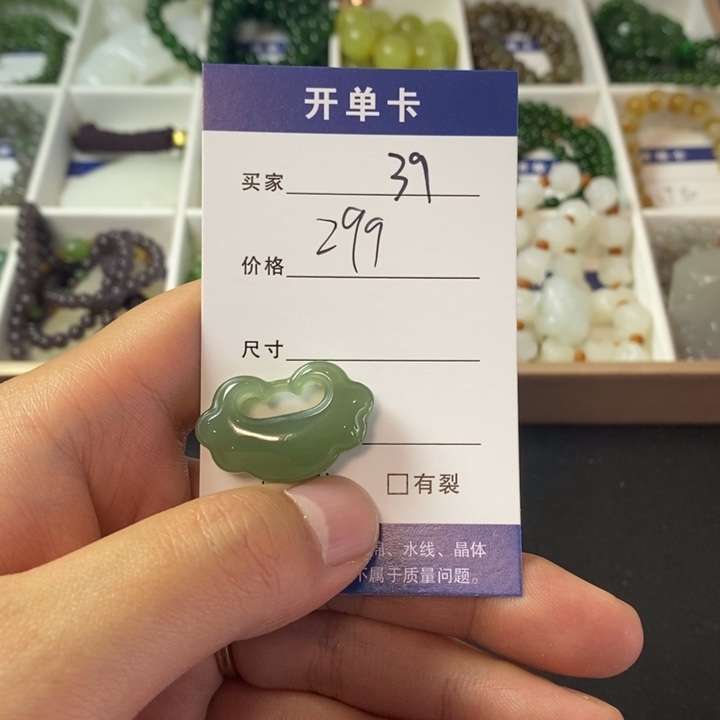 开单卡
买家 39
价格 299
尺寸
□有裂
、水线、晶体
不属于质量问题。